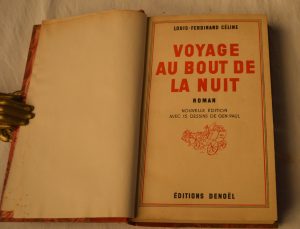 LOUIS-FERDINAND CÉLINE
VOYAGE
AU BOUT DE
LA NUIT
ROMAN
NOUVELLE ÉDITION
AVEC 15 DESSINS DE GEN PAUL
ÉDITIONS DENOËL